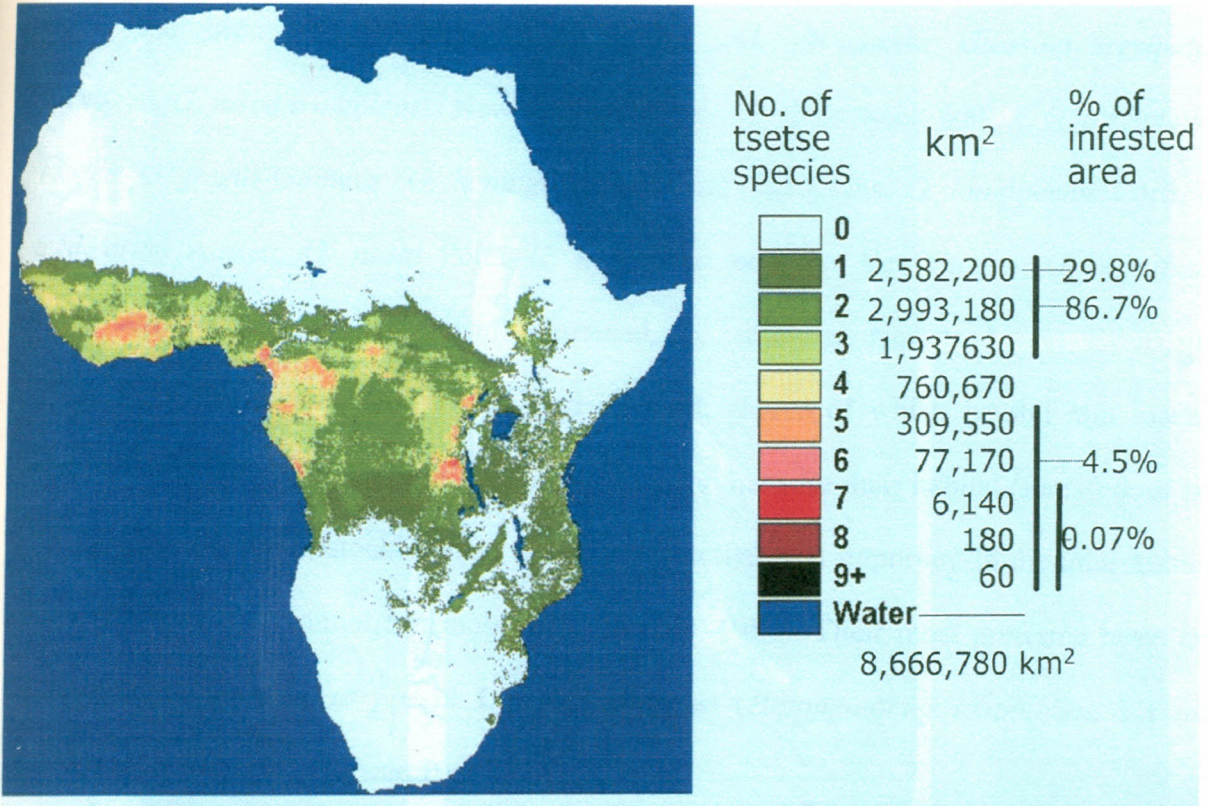 No. of tsetse species
km²
% of infested area
0
1 2,582,200 29.8%
2 2,993,180 86.7%
3 1,937630
4 760,670
5 309,550
6 77,170 4.5%
7 6,140
8 180 0.07%
9+ 60
Water
8,666,780 km²